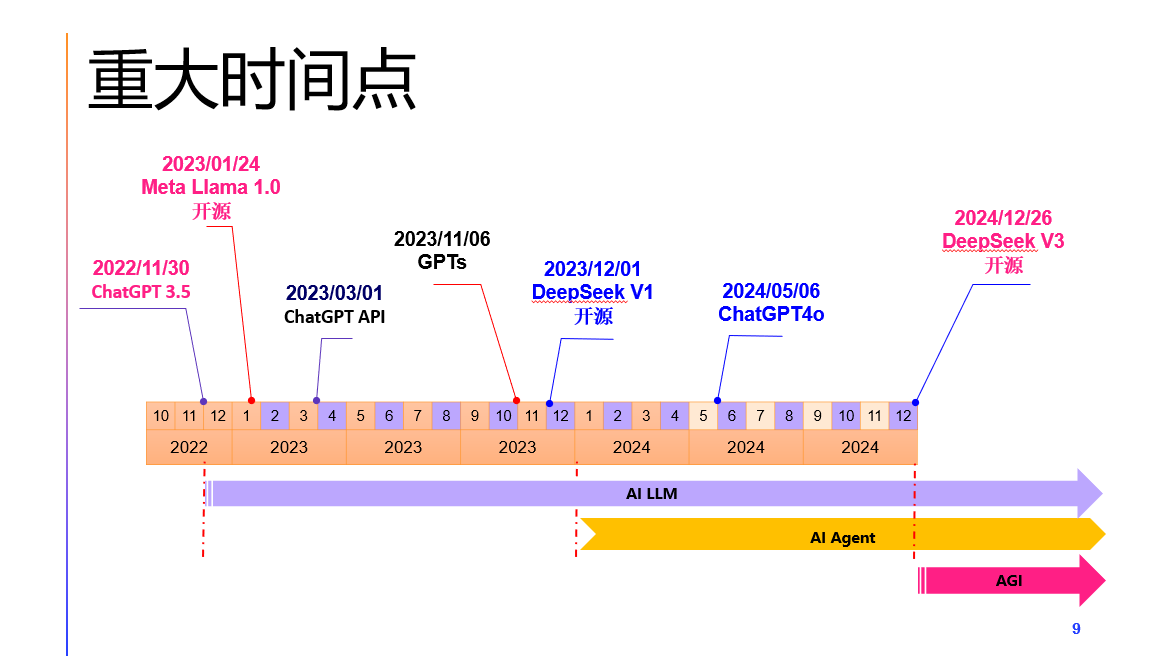 重大时间点
2023/01/24
Meta Llama 1.0
开源
2022/11/30
ChatGPT 3.5
2023/03/01
ChatGPT API
2023/11/06
GPTs
2023/12/01
DeepSeek V1
开源
2024/05/06
ChatGPT4o
2024/12/26
DeepSeek V3
开源
10 11 12 1 2 3 4 5 6 7 8 9 10 11 12 1 2 3 4 5 6 7 8 9 10 11 12
2022 2023 2023 2023 2024 2024 2024
AI LLM
AI Agent
AGI
9